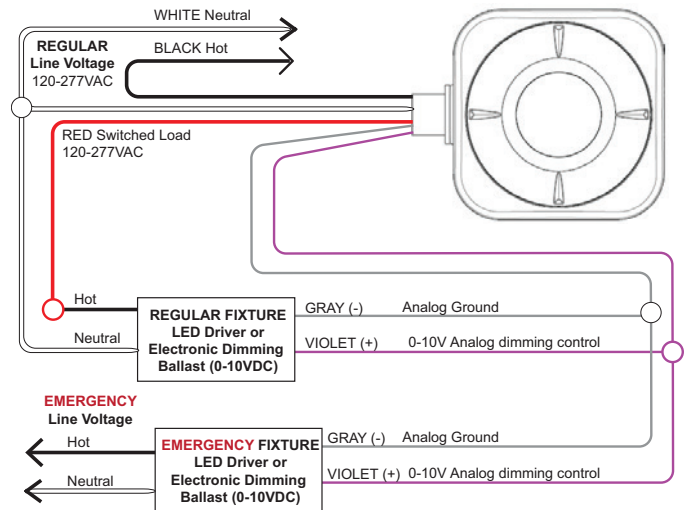 WHITE Neutral
REGULAR
Line Voltage
120-277VAC
BLACK Hot
RED Switched Load
120-277VAC
Hot
Neutral
REGULAR FIXTURE
LED Driver or
Electronic Dimming
Ballast (0-10VDC)
GRAY (-) Analog Ground
VIOLET (+) 0-10V Analog dimming control
EMERGENCY
Line Voltage
Hot
Neutral
EMERGENCY FIXTURE
LED Driver or
Electronic Dimming
Ballast (0-10VDC)
GRAY (-) Analog Ground
VIOLET (+) 0-10V Analog dimming control